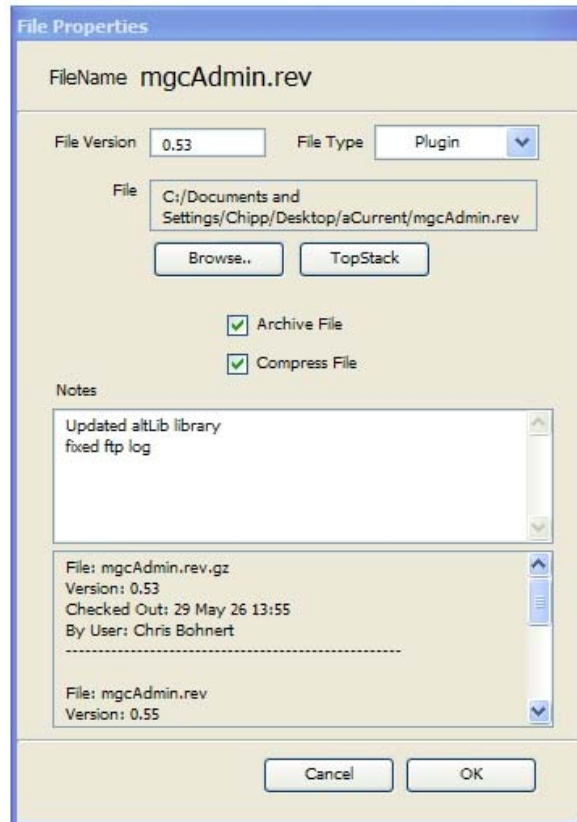 File Properties
FileName mgcAdmin.rev
File Version 0.53 File Type Plugin
File C:/Documents and
Settings/Chipp/Desktop/aCurrent/mgcAdmin.rev
Browse.. TopStack
Archive File
Compress File
Notes
Updated altLib library
fixed ftp log
File: mgcAdmin.rev.gz
Version: 0.53
Checked Out: 29 May 26 13:55
By User: Chris Bohnert
----------------------------------------------------
File: mgcAdmin.rev
Version: 0.55
Cancel OK